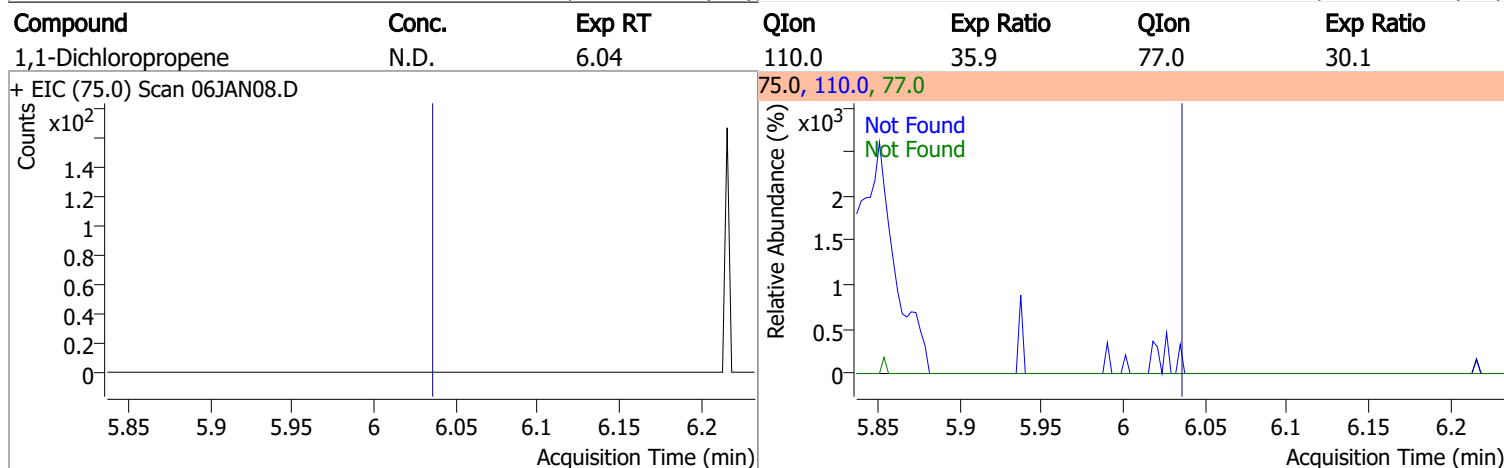 Compound Conc. Exp RT QIon Exp Ratio QIon Exp Ratio
1,1-Dichloropropene N.D. 6.04 110.0 35.9 77.0 30.1
+ EIC (75.0) Scan 06JAN08.D
Counts
x10²
1.4
1.2
1
0.8
0.6
0.4
0.2
0
5.85 5.9 5.95 6 6.05 6.1 6.15 6.2
Acquisition Time (min)
75.0, 110.0, 77.0
Relative Abundance (%)
x10³
Not Found
Not Found
2
1.5
1
0.5
0
5.85 5.9 5.95 6 6.05 6.1 6.15 6.2
Acquisition Time (min)